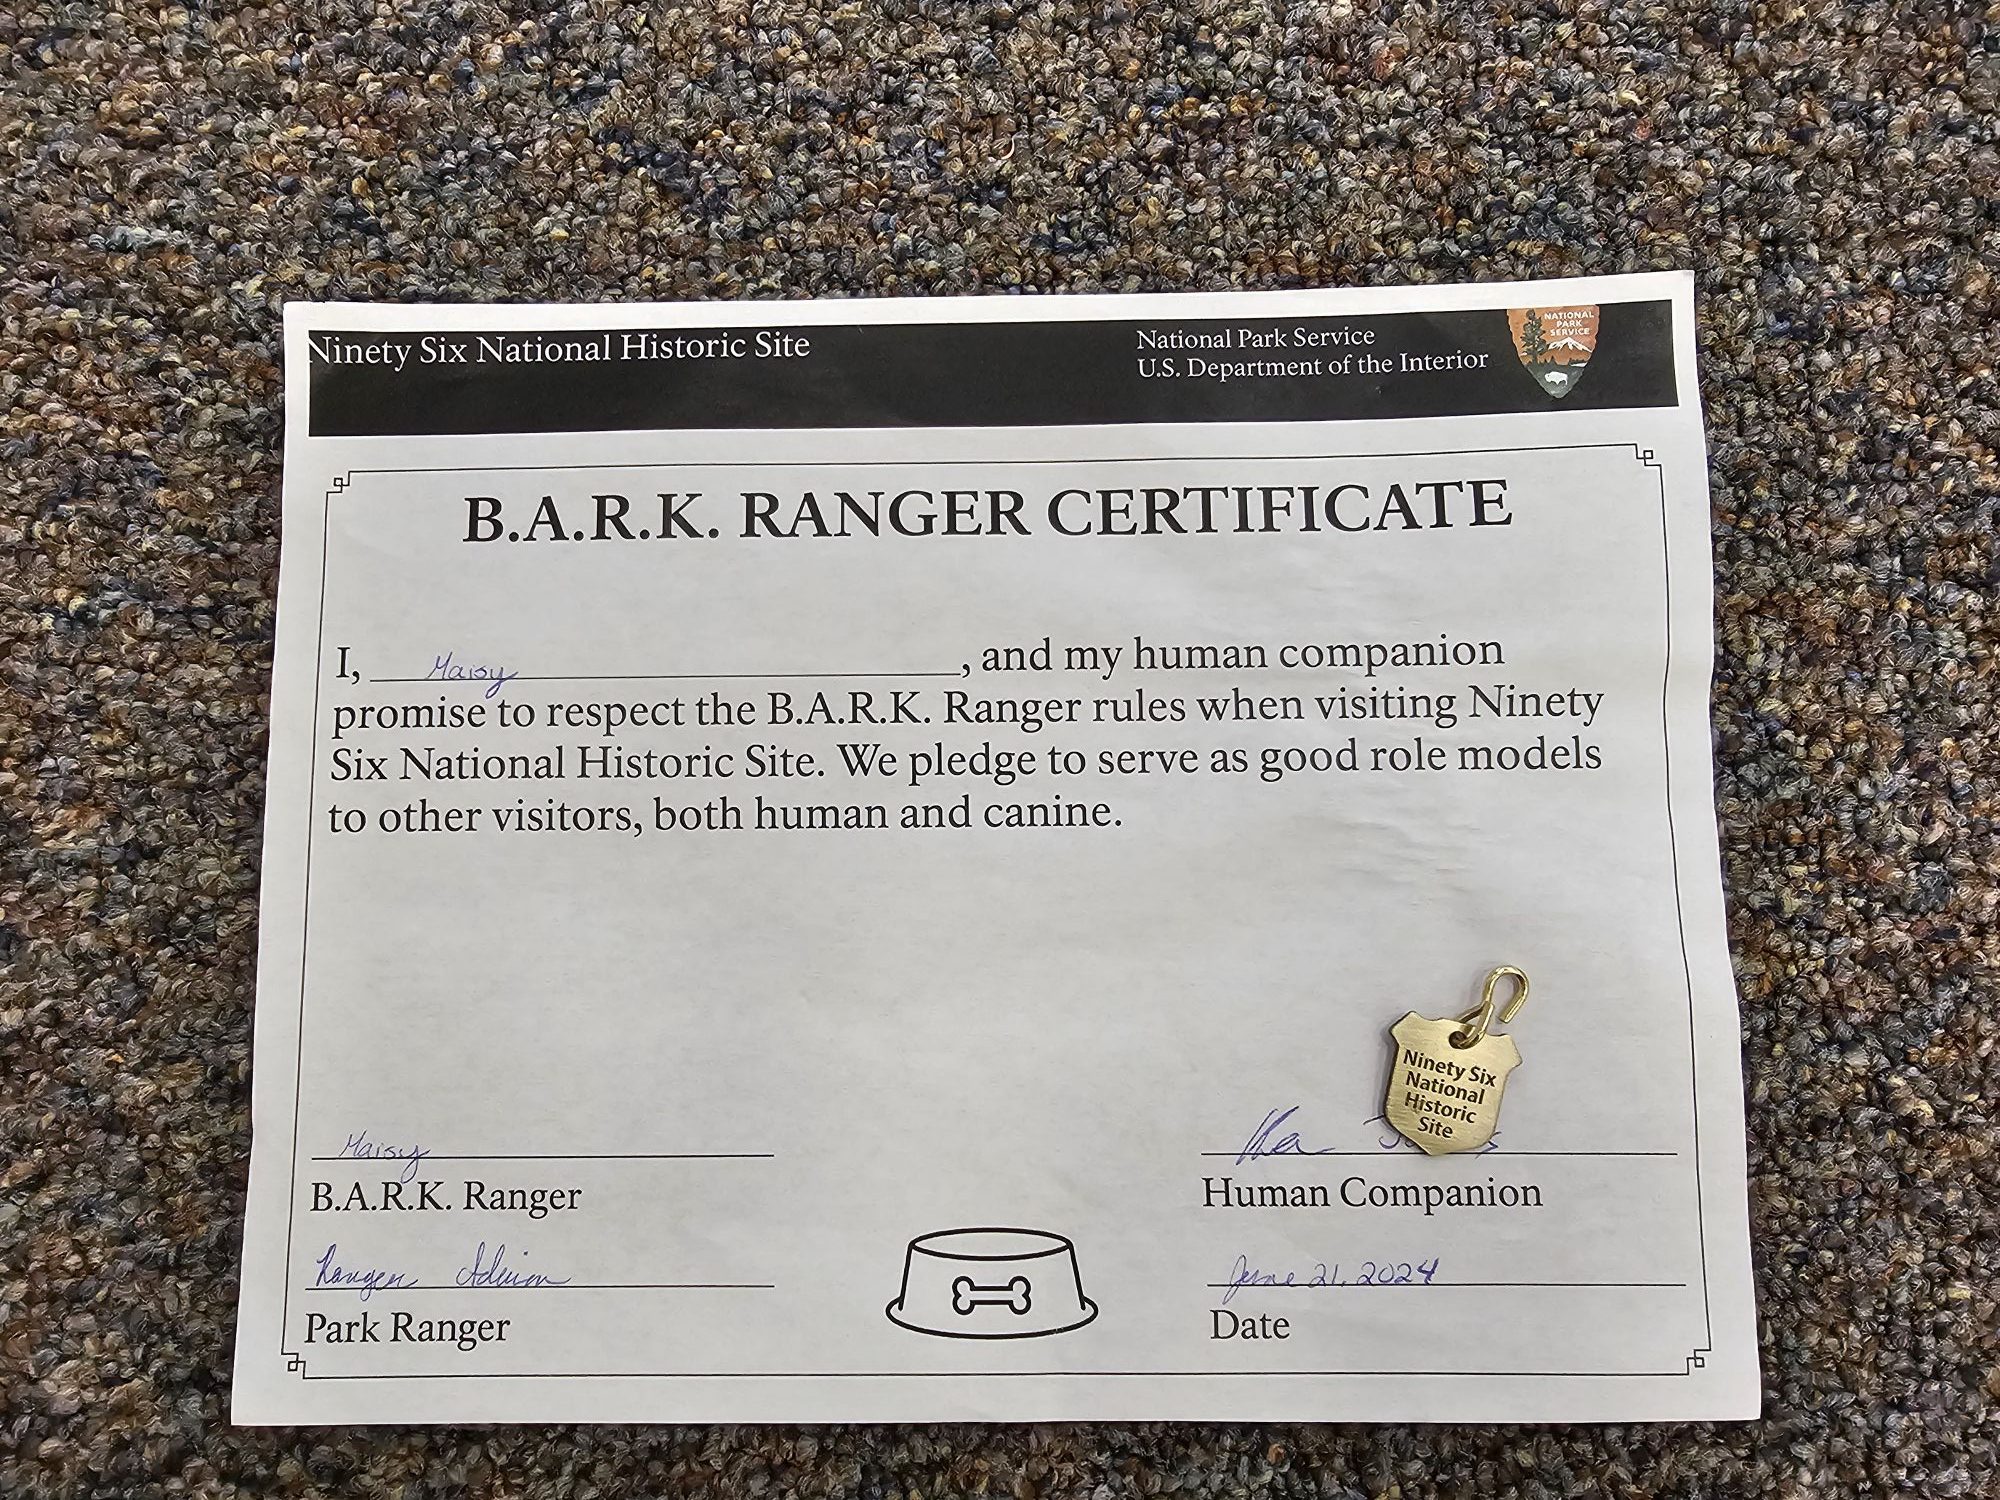 Ninety Six National Historic Site
National Park Service
U.S. Department of the Interior
NATIONAL
PARK
SERVICE
B.A.R.K. RANGER CERTIFICATE
I, Maisy, and my human companion
promise to respect the B.A.R.K. Ranger rules when visiting Ninety
Six National Historic Site. We pledge to serve as good role models
to other visitors, both human and canine.
Ninety Six
National
Historic
Site
Maisy
B.A.R.K. Ranger
Human Companion
Ranger
Park Ranger
June 21, 2024
Date